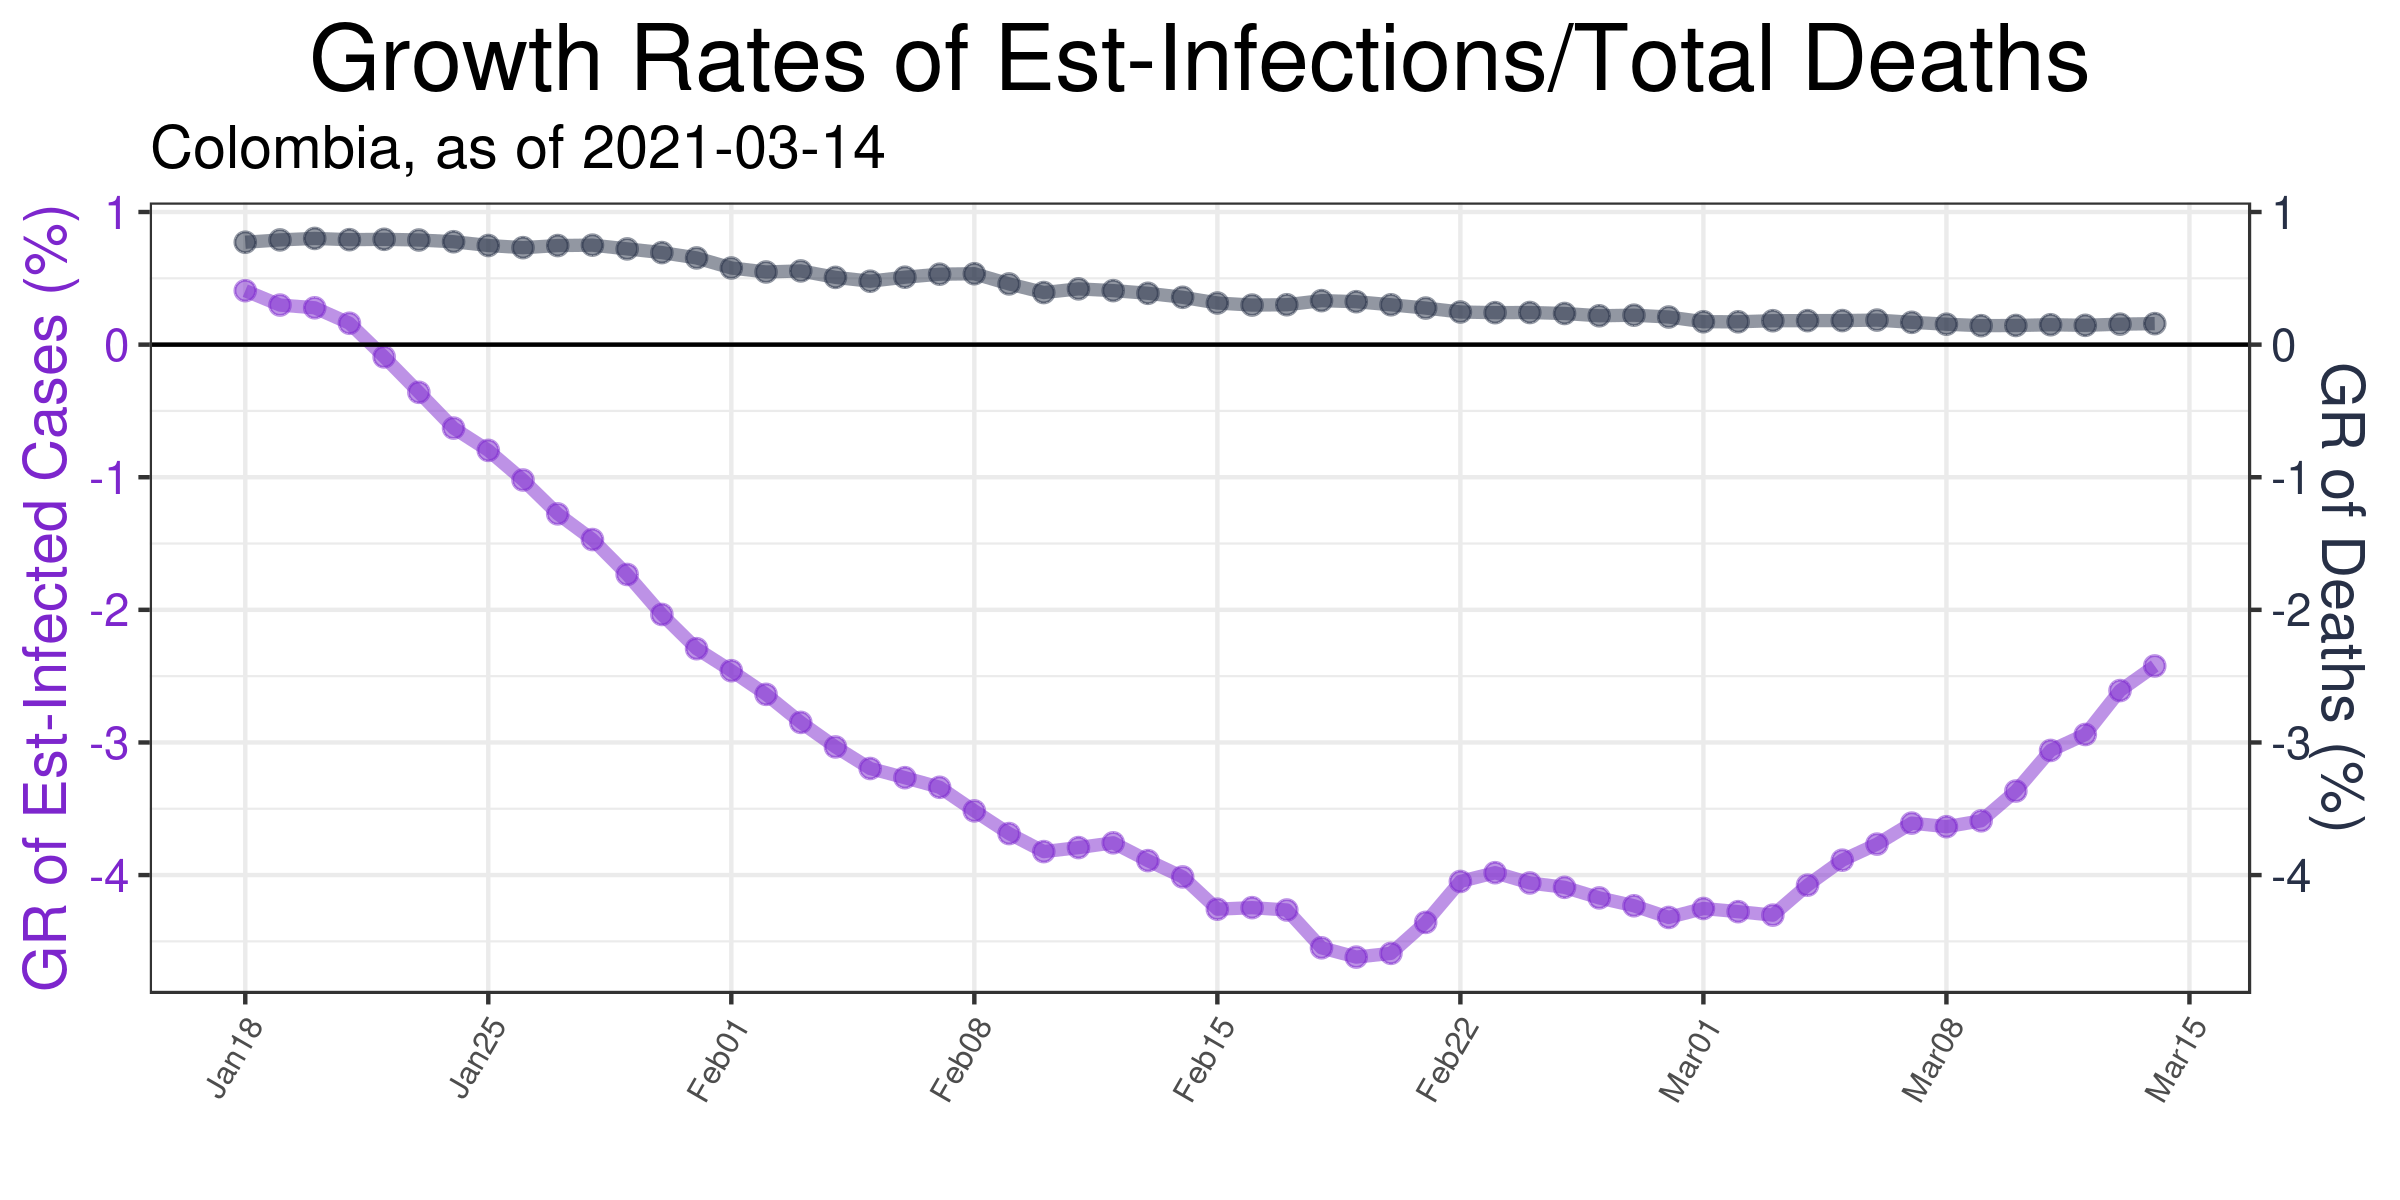 Growth Rates of Est-Infections/Total Deaths
Colombia, as of 2021-03-14
GR of Est-Infected Cases (%)
1
0
-1
-2
-3
-4
1
0
-1
-2
-3
-4
GR of Deaths (%)
Jan18
Jan25
Feb01
Feb08
Feb15
Feb22
Mar01
Mar08
Mar15